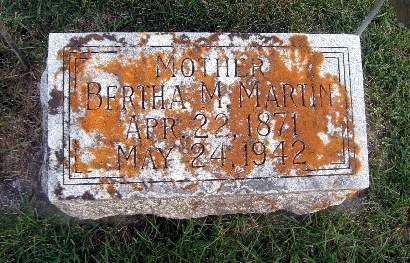 MOTHER
BERTHA M. MARTIN
APR. 22, 1871
MAY 24, 1942